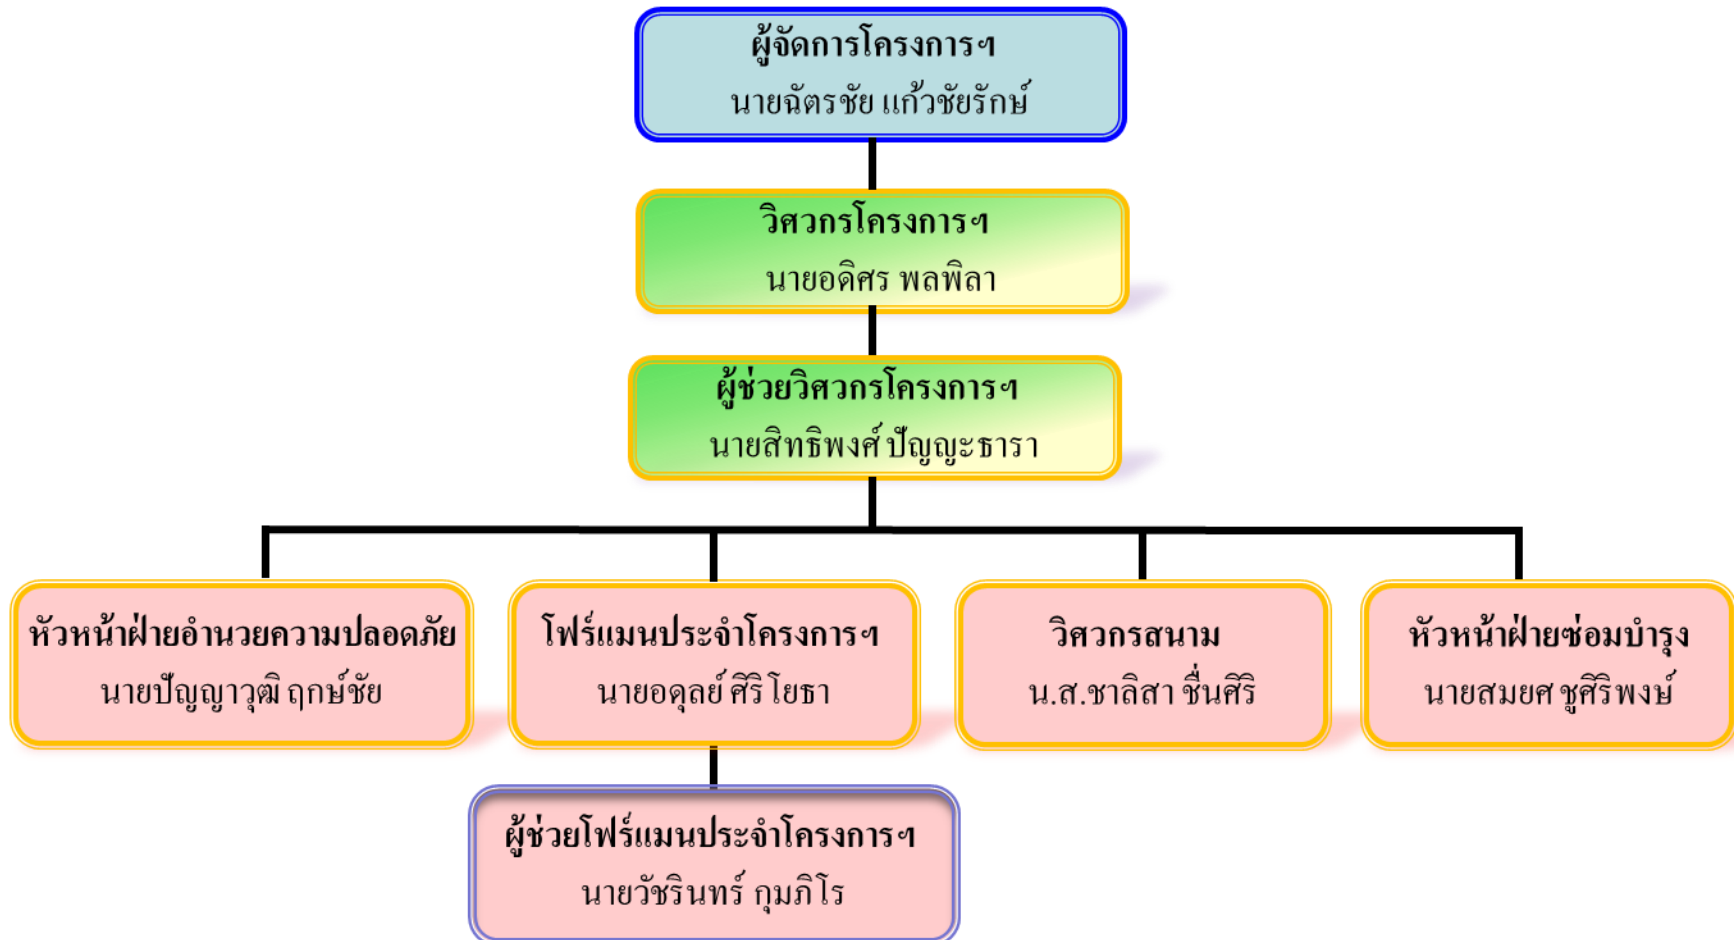 ผู้จัดการโครงการฯ
นายฉัตรชัย แก้วชัยรักษ์
วิศวกรโครงการฯ
นายอดิศร พลพิลา
ผู้ช่วยวิศวกรโครงการฯ
นายสิทธิพงศ์ ปัญญะธารา
หัวหน้าฝ่ายอำนวยความปลอดภัย
นายปัญญาวุฒิ ฤกษ์ชัย
โฟร์แมนประจำโครงการฯ
นายอดุลย์ ศิริโยธา
วิศวกรสนาม
น.ส.ชาลิสา ชื่นศิริ
หัวหน้าฝ่ายซ่อมบำรุง
นายสมยศ ชูศิริพงษ์
ผู้ช่วยโฟร์แมนประจำโครงการฯ
นายวัชรินทร์ กุมภิโร